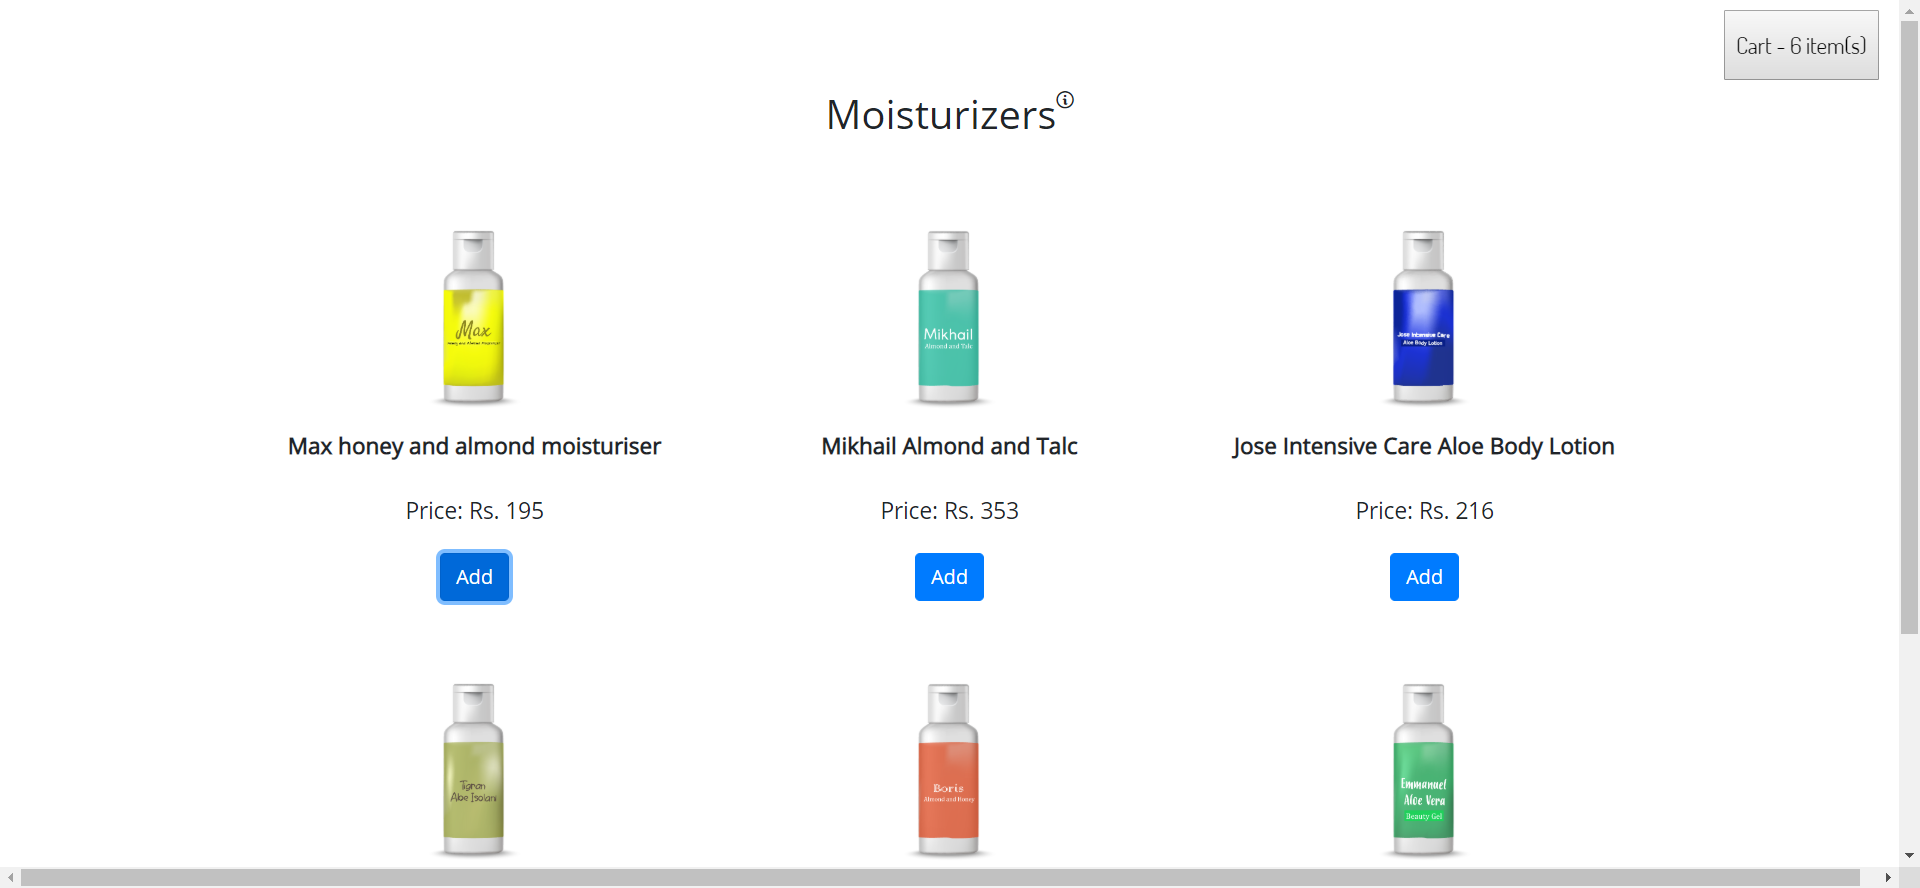 Cart - 6 item(s)
Moisturizers
Max
Honey and Almond Moisturiser
Mikhail
Almond and Talc
Jose Intensive Care
Aloe Body Lotion
Max honey and almond moisturiser
Mikhail Almond and Talc
Jose Intensive Care Aloe Body Lotion
Price: Rs. 195
Price: Rs. 353
Price: Rs. 216
Add
Add
Add
Tigran
Aloe Isolani
Boris
Almond and Honey
Emmanuel
Aloe Vera
Beauty Gel